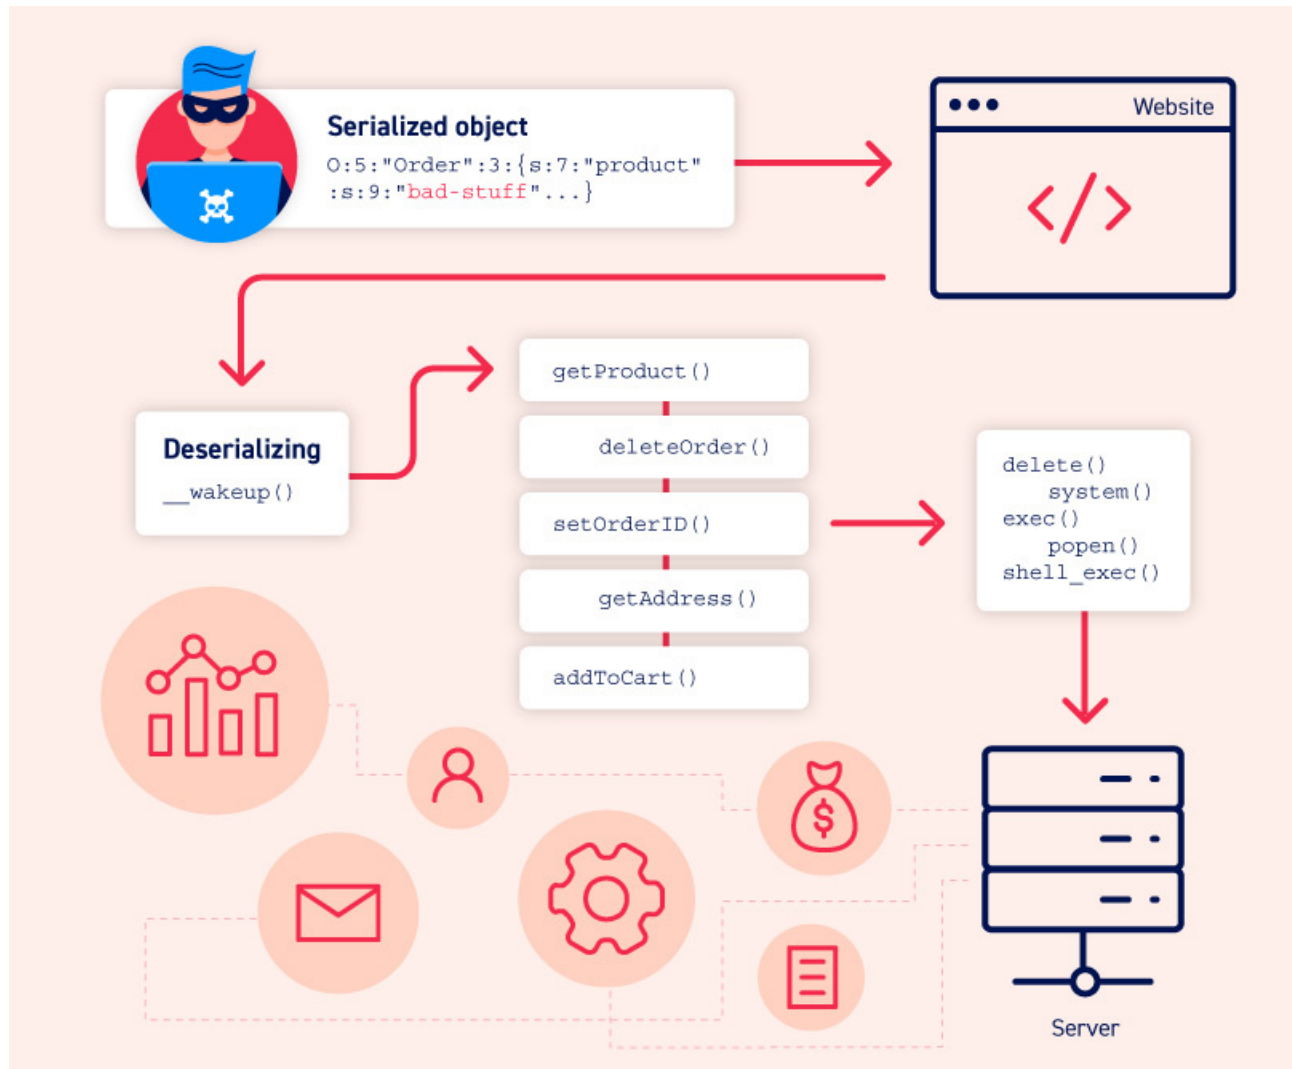 Serialized object
O:5:"Order":3:{s:7:"product"
:s:9:"bad-stuff"...}
Website
</>
Deserializing
__wakeup()
getProduct()
deleteOrder()
setOrderID()
getAddress()
addToCart()
delete()
system()
exec()
popen()
shell_exec()
$
Server